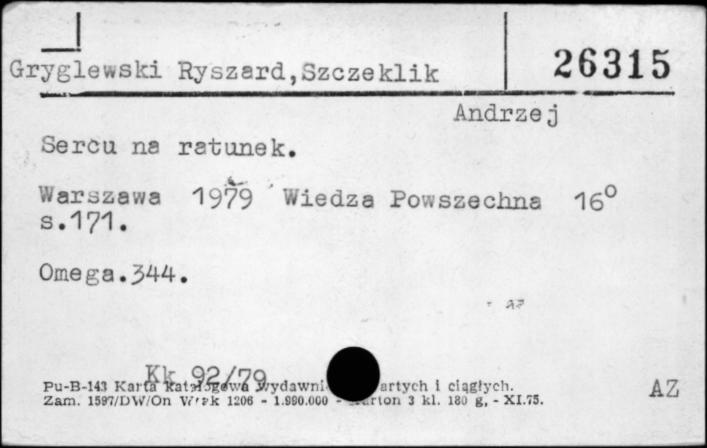 Gryglewski Ryszard,Szczeklik 26315
Andrzej
Sercu na ratunek.
Warszawa 1979 Wiedza Powszechna 16°
s.171.
Omega.344.
Kk 92/79
Pu-B-143 Karta katalogowa wydawni artych i ciągłych.
Zam. 1597/DW/On 1206 - 1.990.000 - Karton 3 kl. 180 g, - XI.75.
AZ